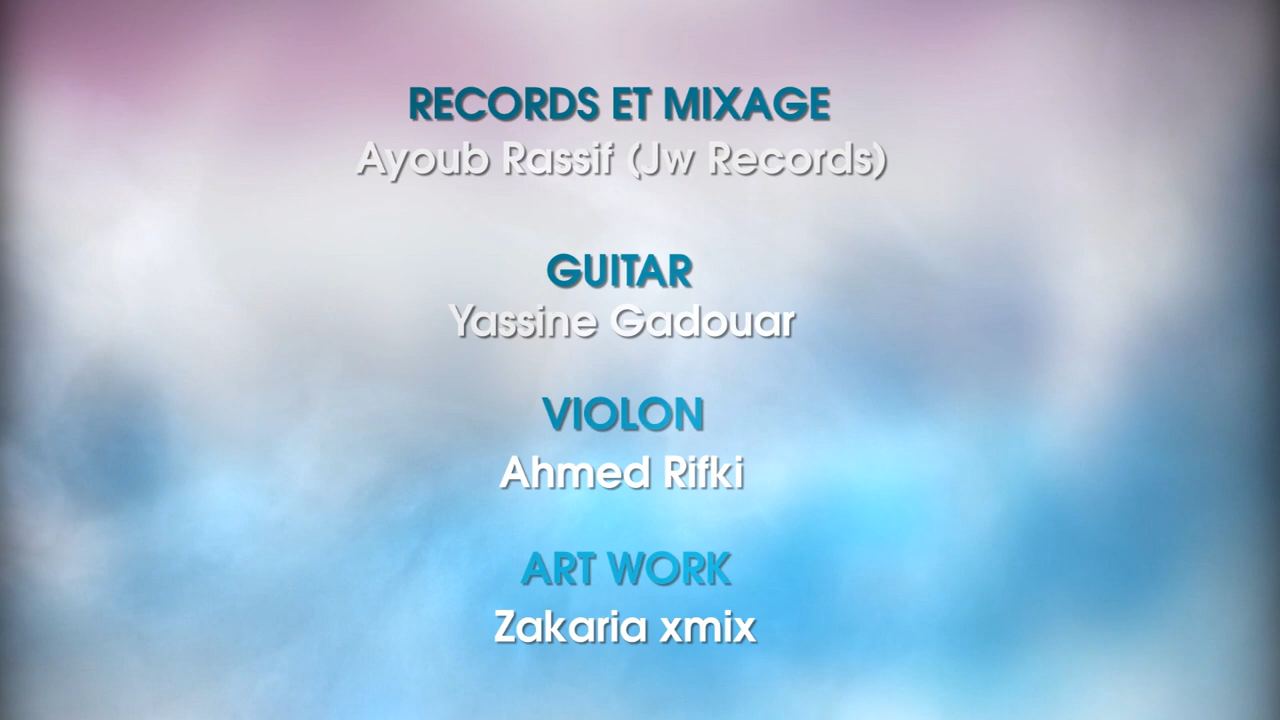 RECORDS ET MIXAGE
Ayoub Rassif (Jw Records)
GUITAR
Yassine Gadouar
VIOLON
Ahmed Rifki
ART WORK
Zakaria xmix